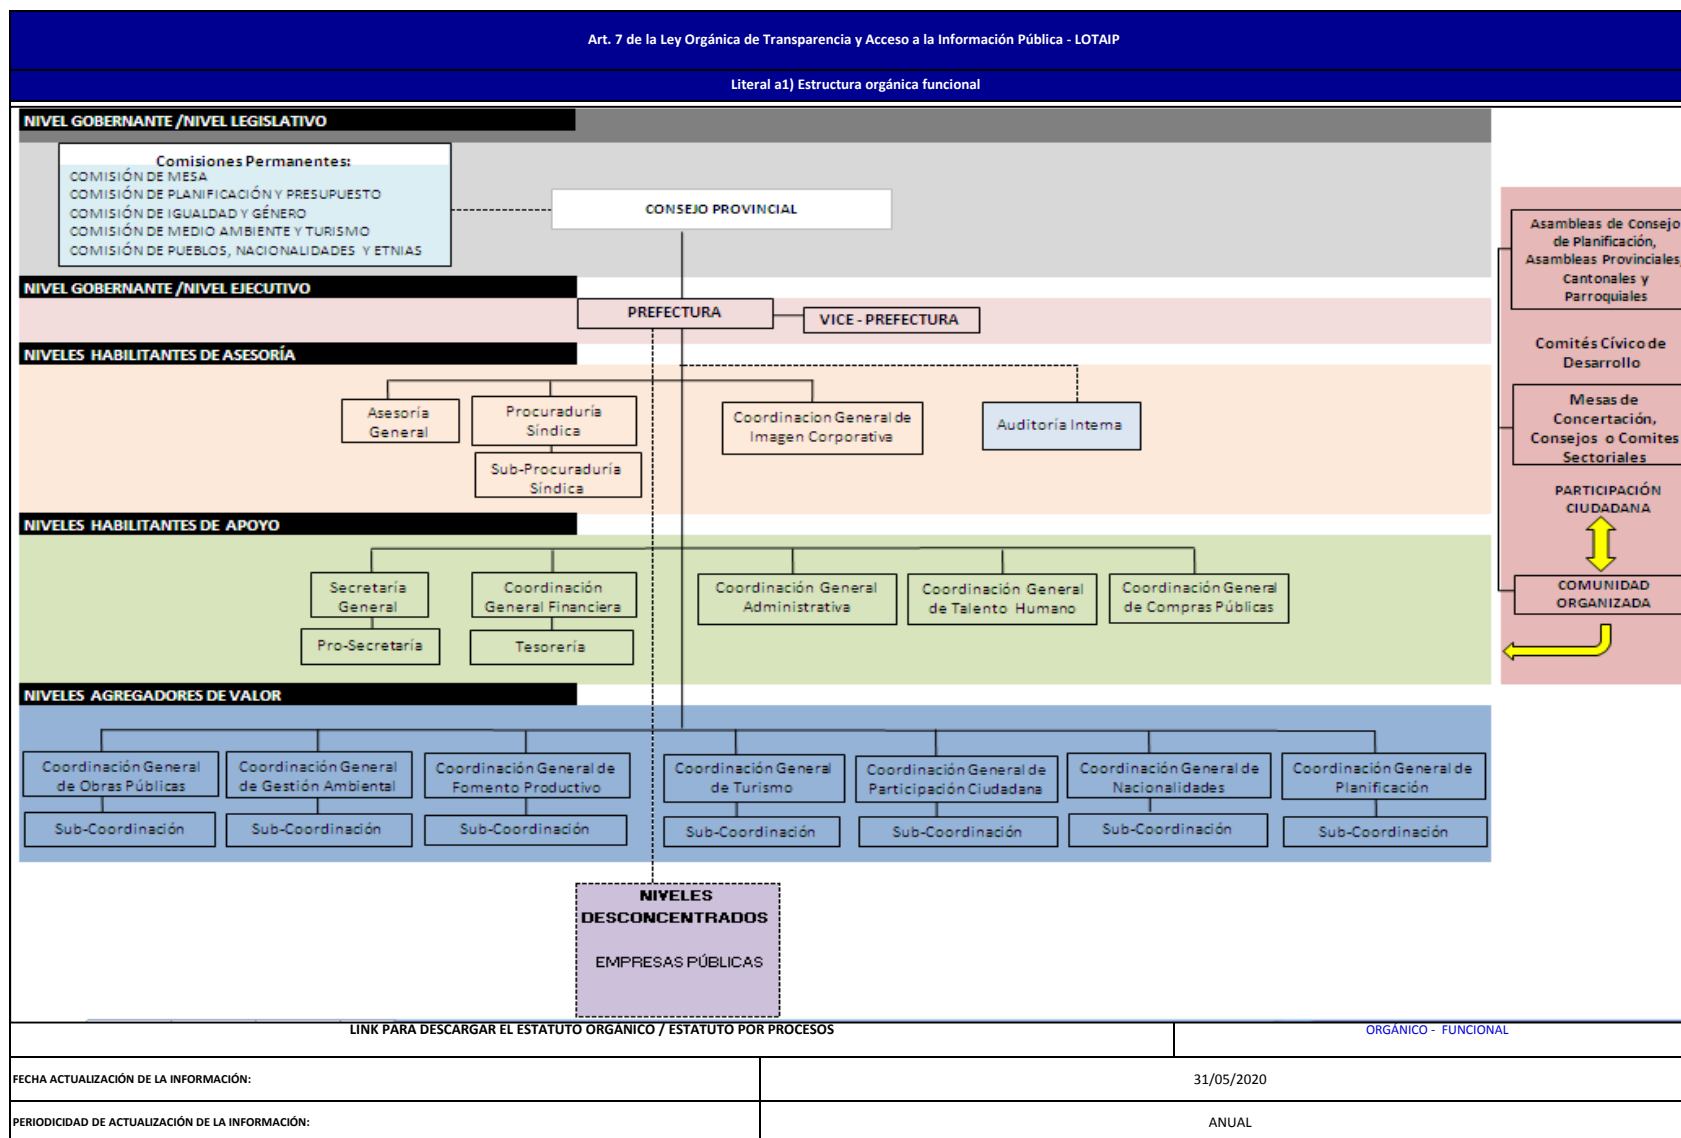 Art. 7 de la Ley Orgánica de Transparencia y Acceso a la Información Pública - LOTAIP
Literal a1) Estructura orgánica funcional
NIVEL GOBERNANTE /NIVEL LEGISLATIVO
Comisiones Permanentes:
COMISIÓN DE MESA
COMISIÓN DE PLANIFICACIÓN Y PRESUPUESTO
COMISIÓN DE IGUALDAD Y GÉNERO
COMISIÓN DE MEDIO AMBIENTE Y TURISMO
COMISIÓN DE PUEBLOS, NACIONALIDADES Y ETNIAS
CONSEJO PROVINCIAL
NIVEL GOBERNANTE /NIVEL EJECUTIVO
PREFECTURA
VICE - PREFECTURA
NIVELES HABILITANTES DE ASESORÍA
Asesoría
General
Procuraduría
Síndica
Sub-Procuraduría
Síndica
Coordinacion General de
Imagen Corporativa
Auditoría Interna
NIVELES HABILITANTES DE APOYO
Secretaría
General
Pro-Secretaría
Coordinación
General Financiera
Tesorería
Coordinación General
Administrativa
Coordinación General
de Talento Humano
Coordinación General
de Compras Públicas
NIVELES AGREGADORES DE VALOR
Coordinación General
de Obras Públicas
Sub-Coordinación
Coordinación General
de Gestión Ambiental
Sub-Coordinación
Coordinación General de
Fomento Productivo
Sub-Coordinación
Coordinación General
de Turismo
Sub-Coordinación
Coordinación General de
Participación Ciudadana
Sub-Coordinación
Coordinación General de
Nacionalidades
Sub-Coordinación
Coordinación General de
Planificación
Sub-Coordinación
NIVELES
DESCONCENTRADOS
EMPRESAS PÚBLICAS
Asambleas de Consejo
de Planificación,
Asambleas Provinciales,
Cantonales y
Parroquiales
Comités Cívico de
Desarrollo
Mesas de
Concertación,
Consejos o Comites
Sectoriales
PARTICIPACIÓN
CIUDADANA
COMUNIDAD
ORGANIZADA
LINK PARA DESCARGAR EL ESTATUTO ORGÁNICO / ESTATUTO POR PROCESOS
ORGÁNICO - FUNCIONAL
FECHA ACTUALIZACIÓN DE LA INFORMACIÓN:
31/05/2020
PERIODICIDAD DE ACTUALIZACIÓN DE LA INFORMACIÓN:
ANUAL